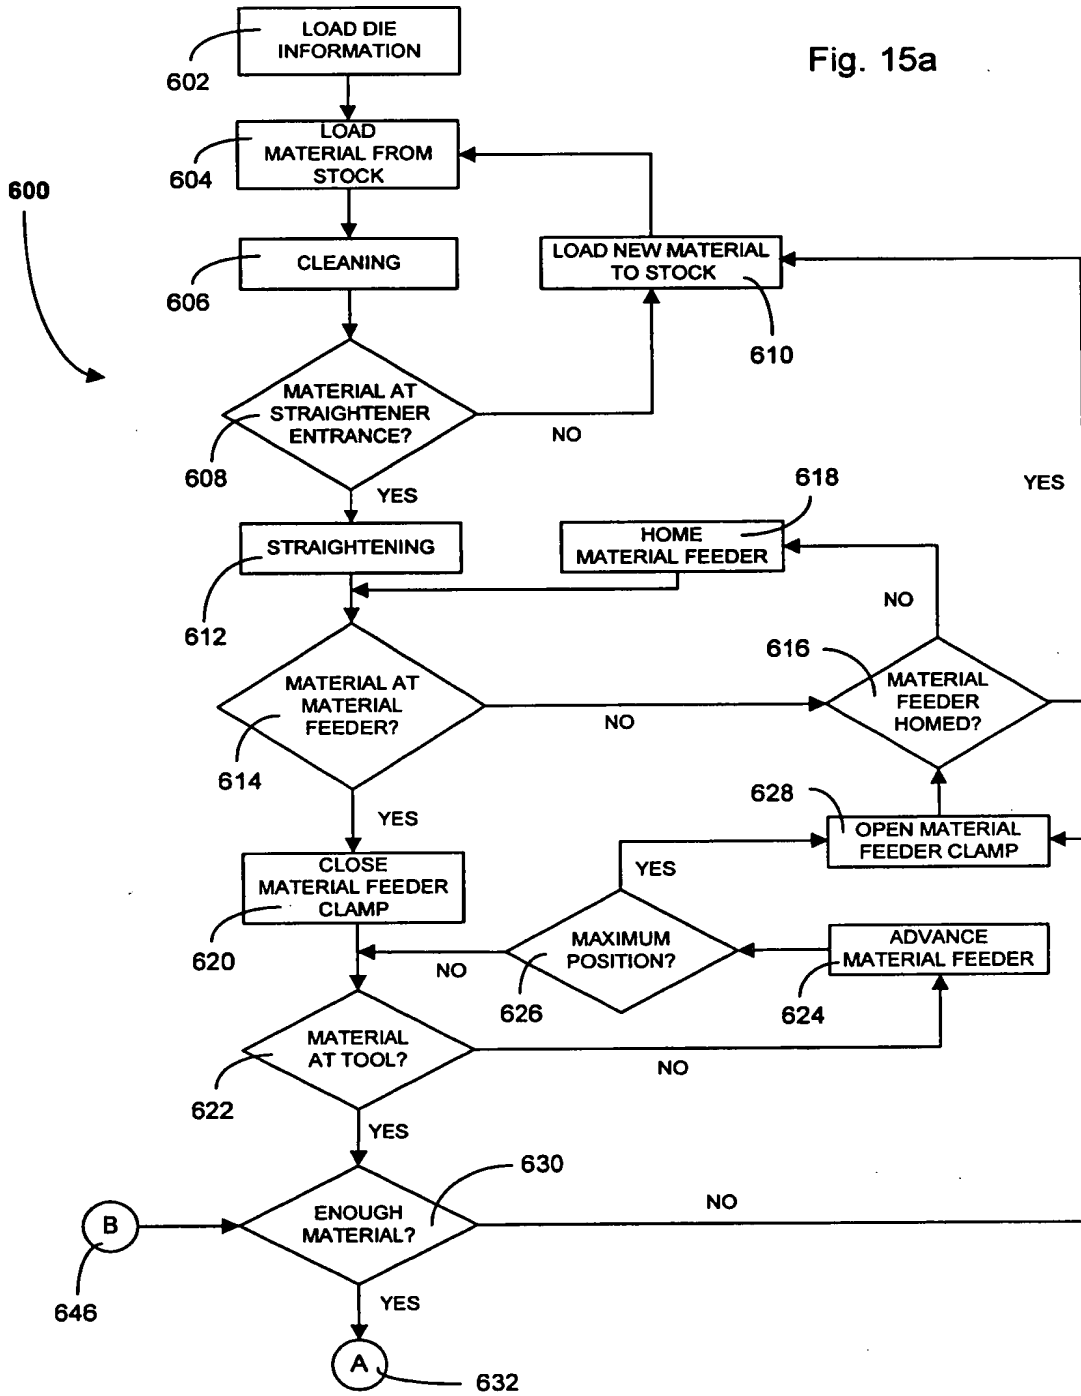 LOAD DIE
INFORMATION
602
Fig. 15a
LOAD
MATERIAL FROM
STOCK
604
600
CLEANING
606
LOAD NEW MATERIAL
TO STOCK
610
MATERIAL AT
STRAIGHTENER
ENTRANCE?
608
NO
YES
YES
618
STRAIGHTENING
612
HOME
MATERIAL FEEDER
NO
616
MATERIAL AT
MATERIAL
FEEDER?
614
NO
MATERIAL
FEEDER
HOMED?
YES
628
OPEN MATERIAL
FEEDER CLAMP
CLOSE
MATERIAL FEEDER
CLAMP
620
YES
MAXIMUM
POSITION?
626
NO
ADVANCE
MATERIAL FEEDER
624
MATERIAL
AT TOOL?
622
NO
YES
630
ENOUGH
MATERIAL?
NO
B
646
YES
A
632